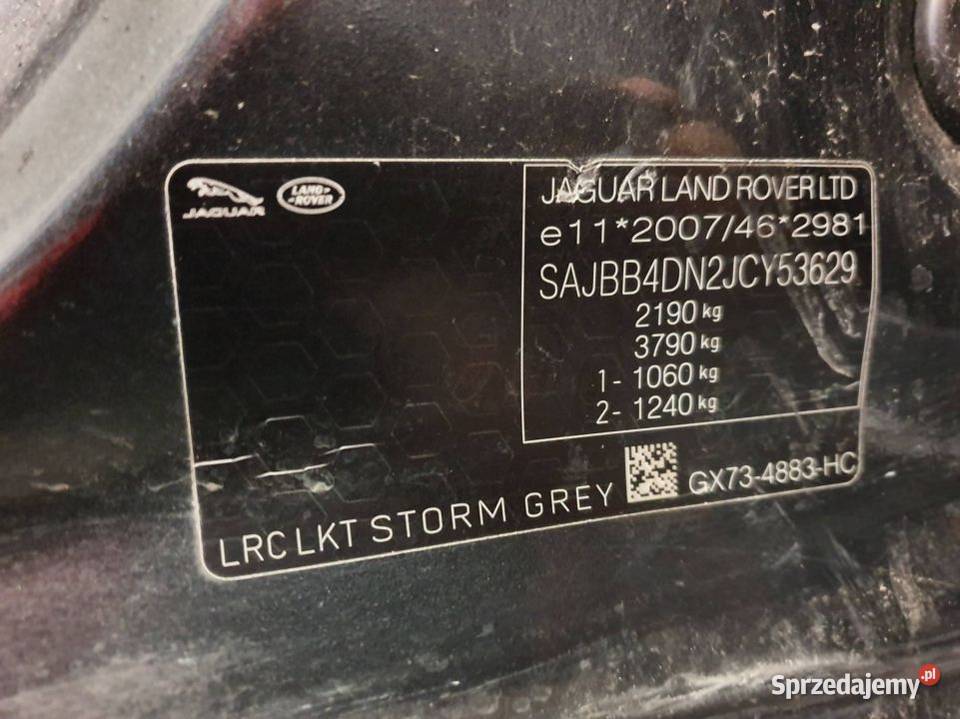 JAGUAR
LAND-
-ROVER
JAGUAR LAND ROVER LTD
e11*2007/46*2981
SAJBB4DN2JCY53629
2190 kg
3790 kg
1- 1060 kg
2- 1240 kg
GX73-4883-HC
LRC LKT STORM GREY
Sprzedajemy.pl